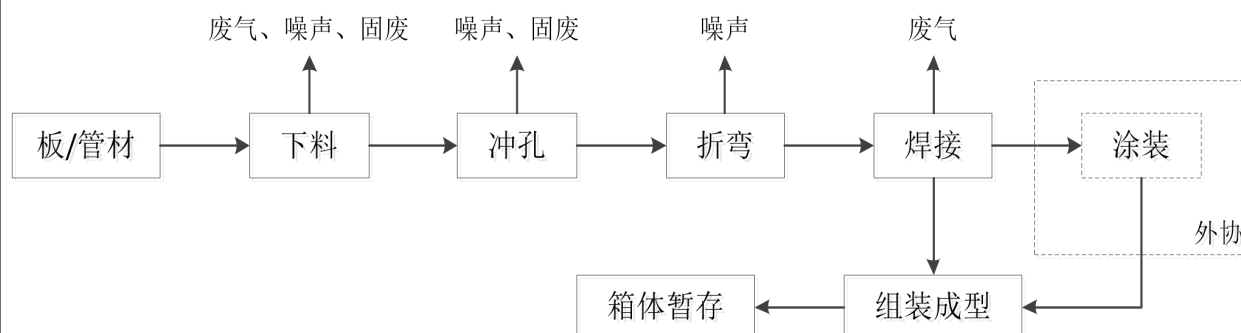 废气、噪声、固废
噪声、固废
噪声
废气
板/管材
下料
冲孔
折弯
焊接
涂装
外协
箱体暂存
组装成型